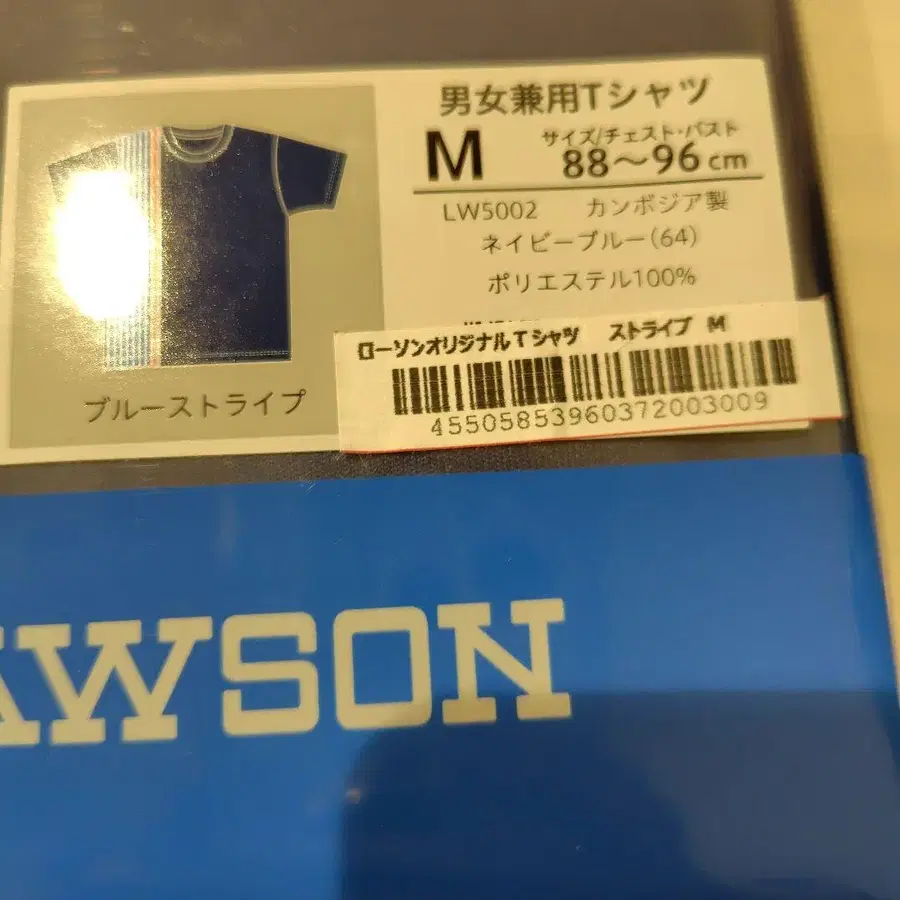 男女兼用Tシャツ
サイズ/チェスト・バスト
M 88～96cm
LW5002 カンボジア製
ネイビーブルー(64)
ポリエステル100%
ブルーストライプ
ローソンオリジナルTシャツ ストライプ M
455058539603720030​09
AWSON